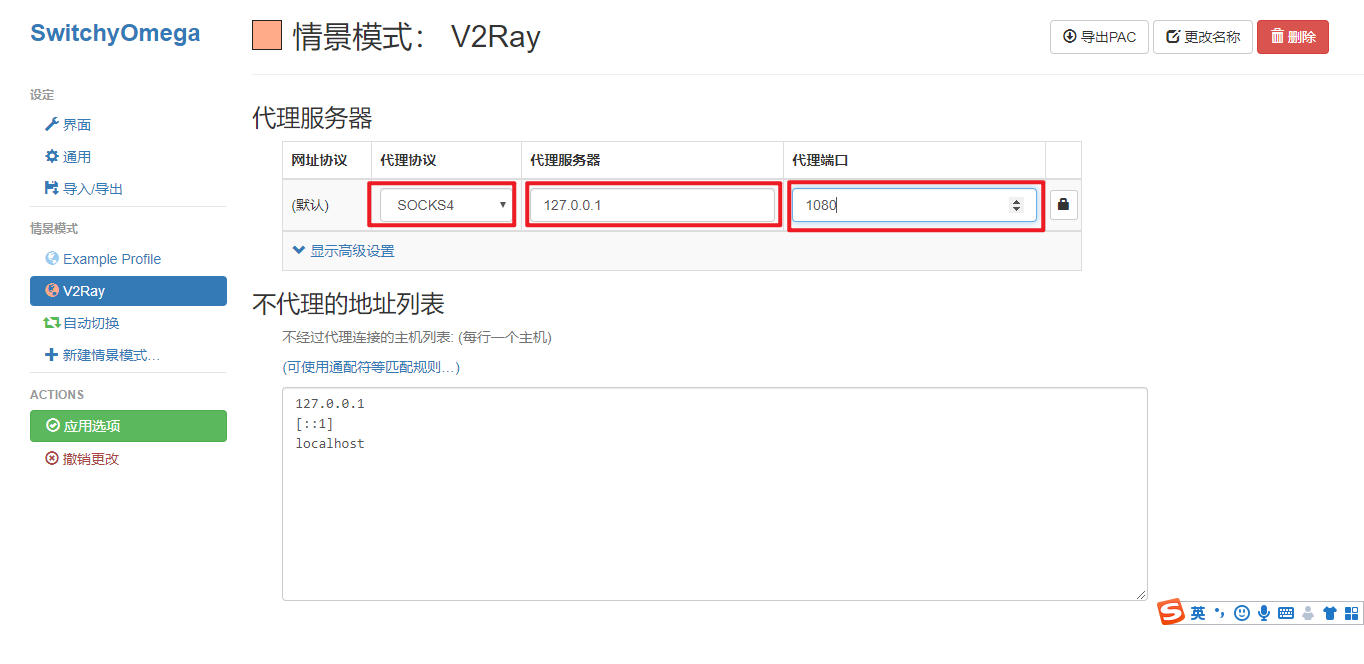 SwitchyOmega
情景模式： V2Ray
导出PAC
更改名称
删除
设定
界面
通用
导入/导出
情景模式
Example Profile
V2Ray
自动切换
新建情景模式…
ACTIONS
应用选项
撤销更改
代理服务器
网址协议 代理协议 代理服务器 代理端口
(默认) SOCKS4 127.0.0.1 1080
显示高级设置
不代理的地址列表
不经过代理连接的主机列表: (每行一个主机)
(可使用通配符等匹配规则…)
127.0.0.1
[::1]
localhost
S 英